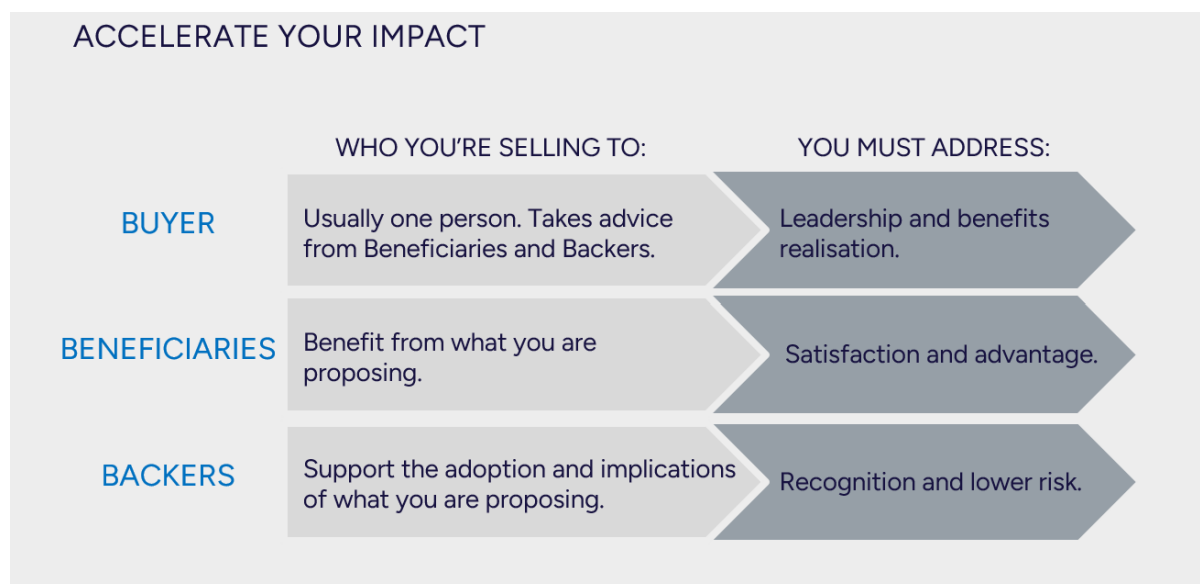 ACCELERATE YOUR IMPACT
WHO YOU’RE SELLING TO:
YOU MUST ADDRESS:
BUYER
Usually one person. Takes advice
from Beneficiaries and Backers.
Leadership and benefits
realisation.
BENEFICIARIES
Benefit from what you are
proposing.
Satisfaction and advantage.
BACKERS
Support the adoption and implications
of what you are proposing.
Recognition and lower risk.